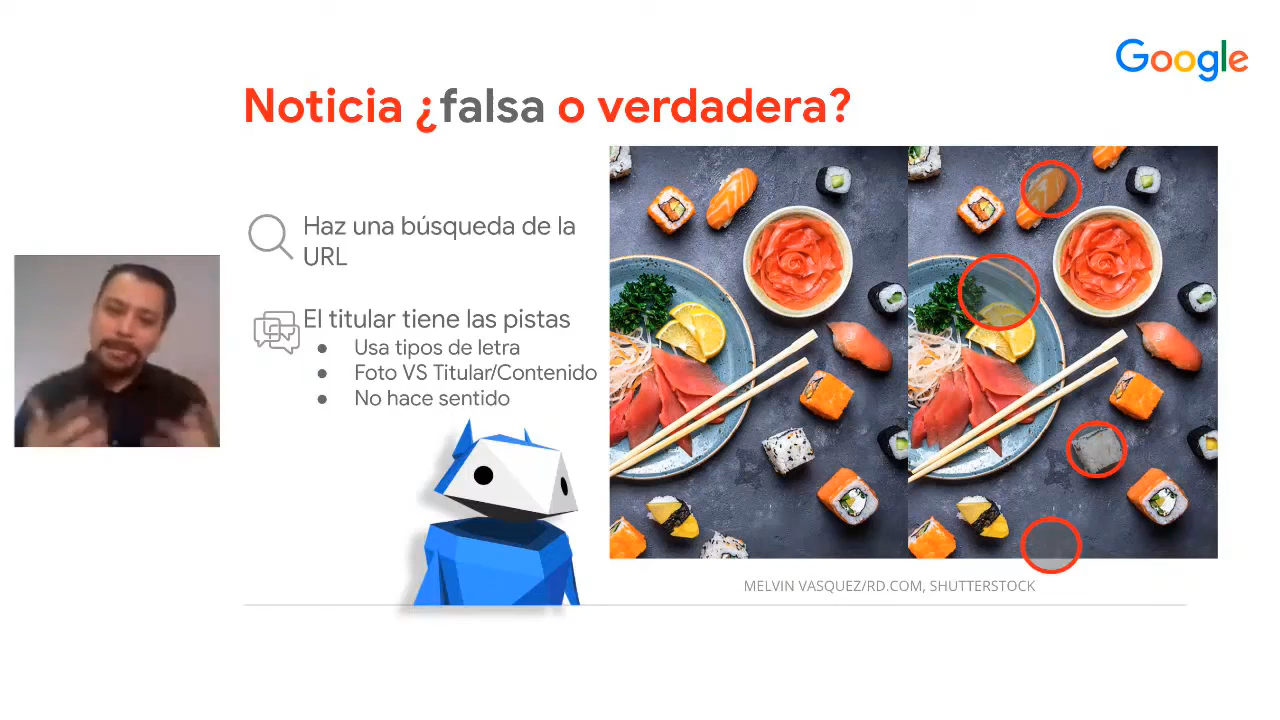 Google
Noticia ¿falsa o verdadera?
Haz una búsqueda de la
URL
El titular tiene las pistas
● Usa tipos de letra
● Foto VS Titular/Contenido
● No hace sentido
MELVIN VASQUEZ/RD.COM, SHUTTERSTOCK